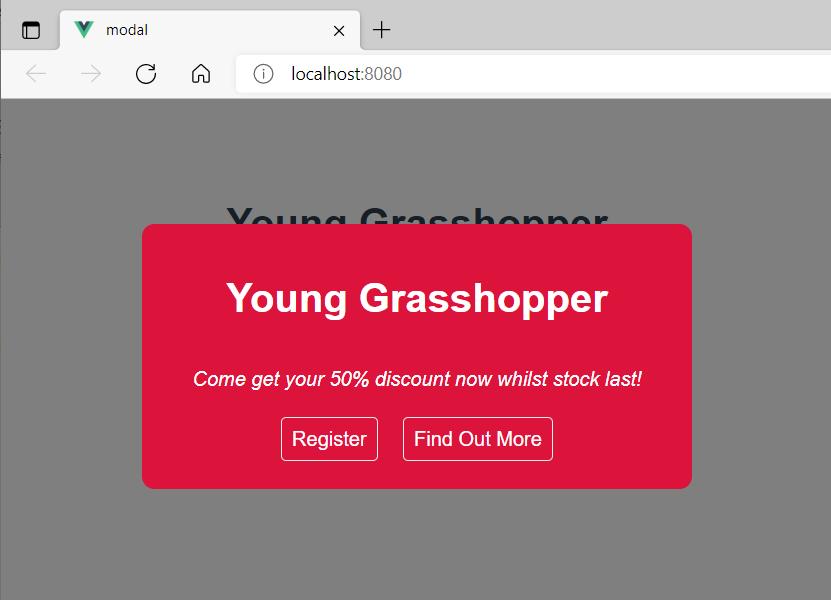 modal
localhost:8080
Young Grasshopper
Young Grasshopper
Come get your 50% discount now whilst stock last!
Register Find Out More